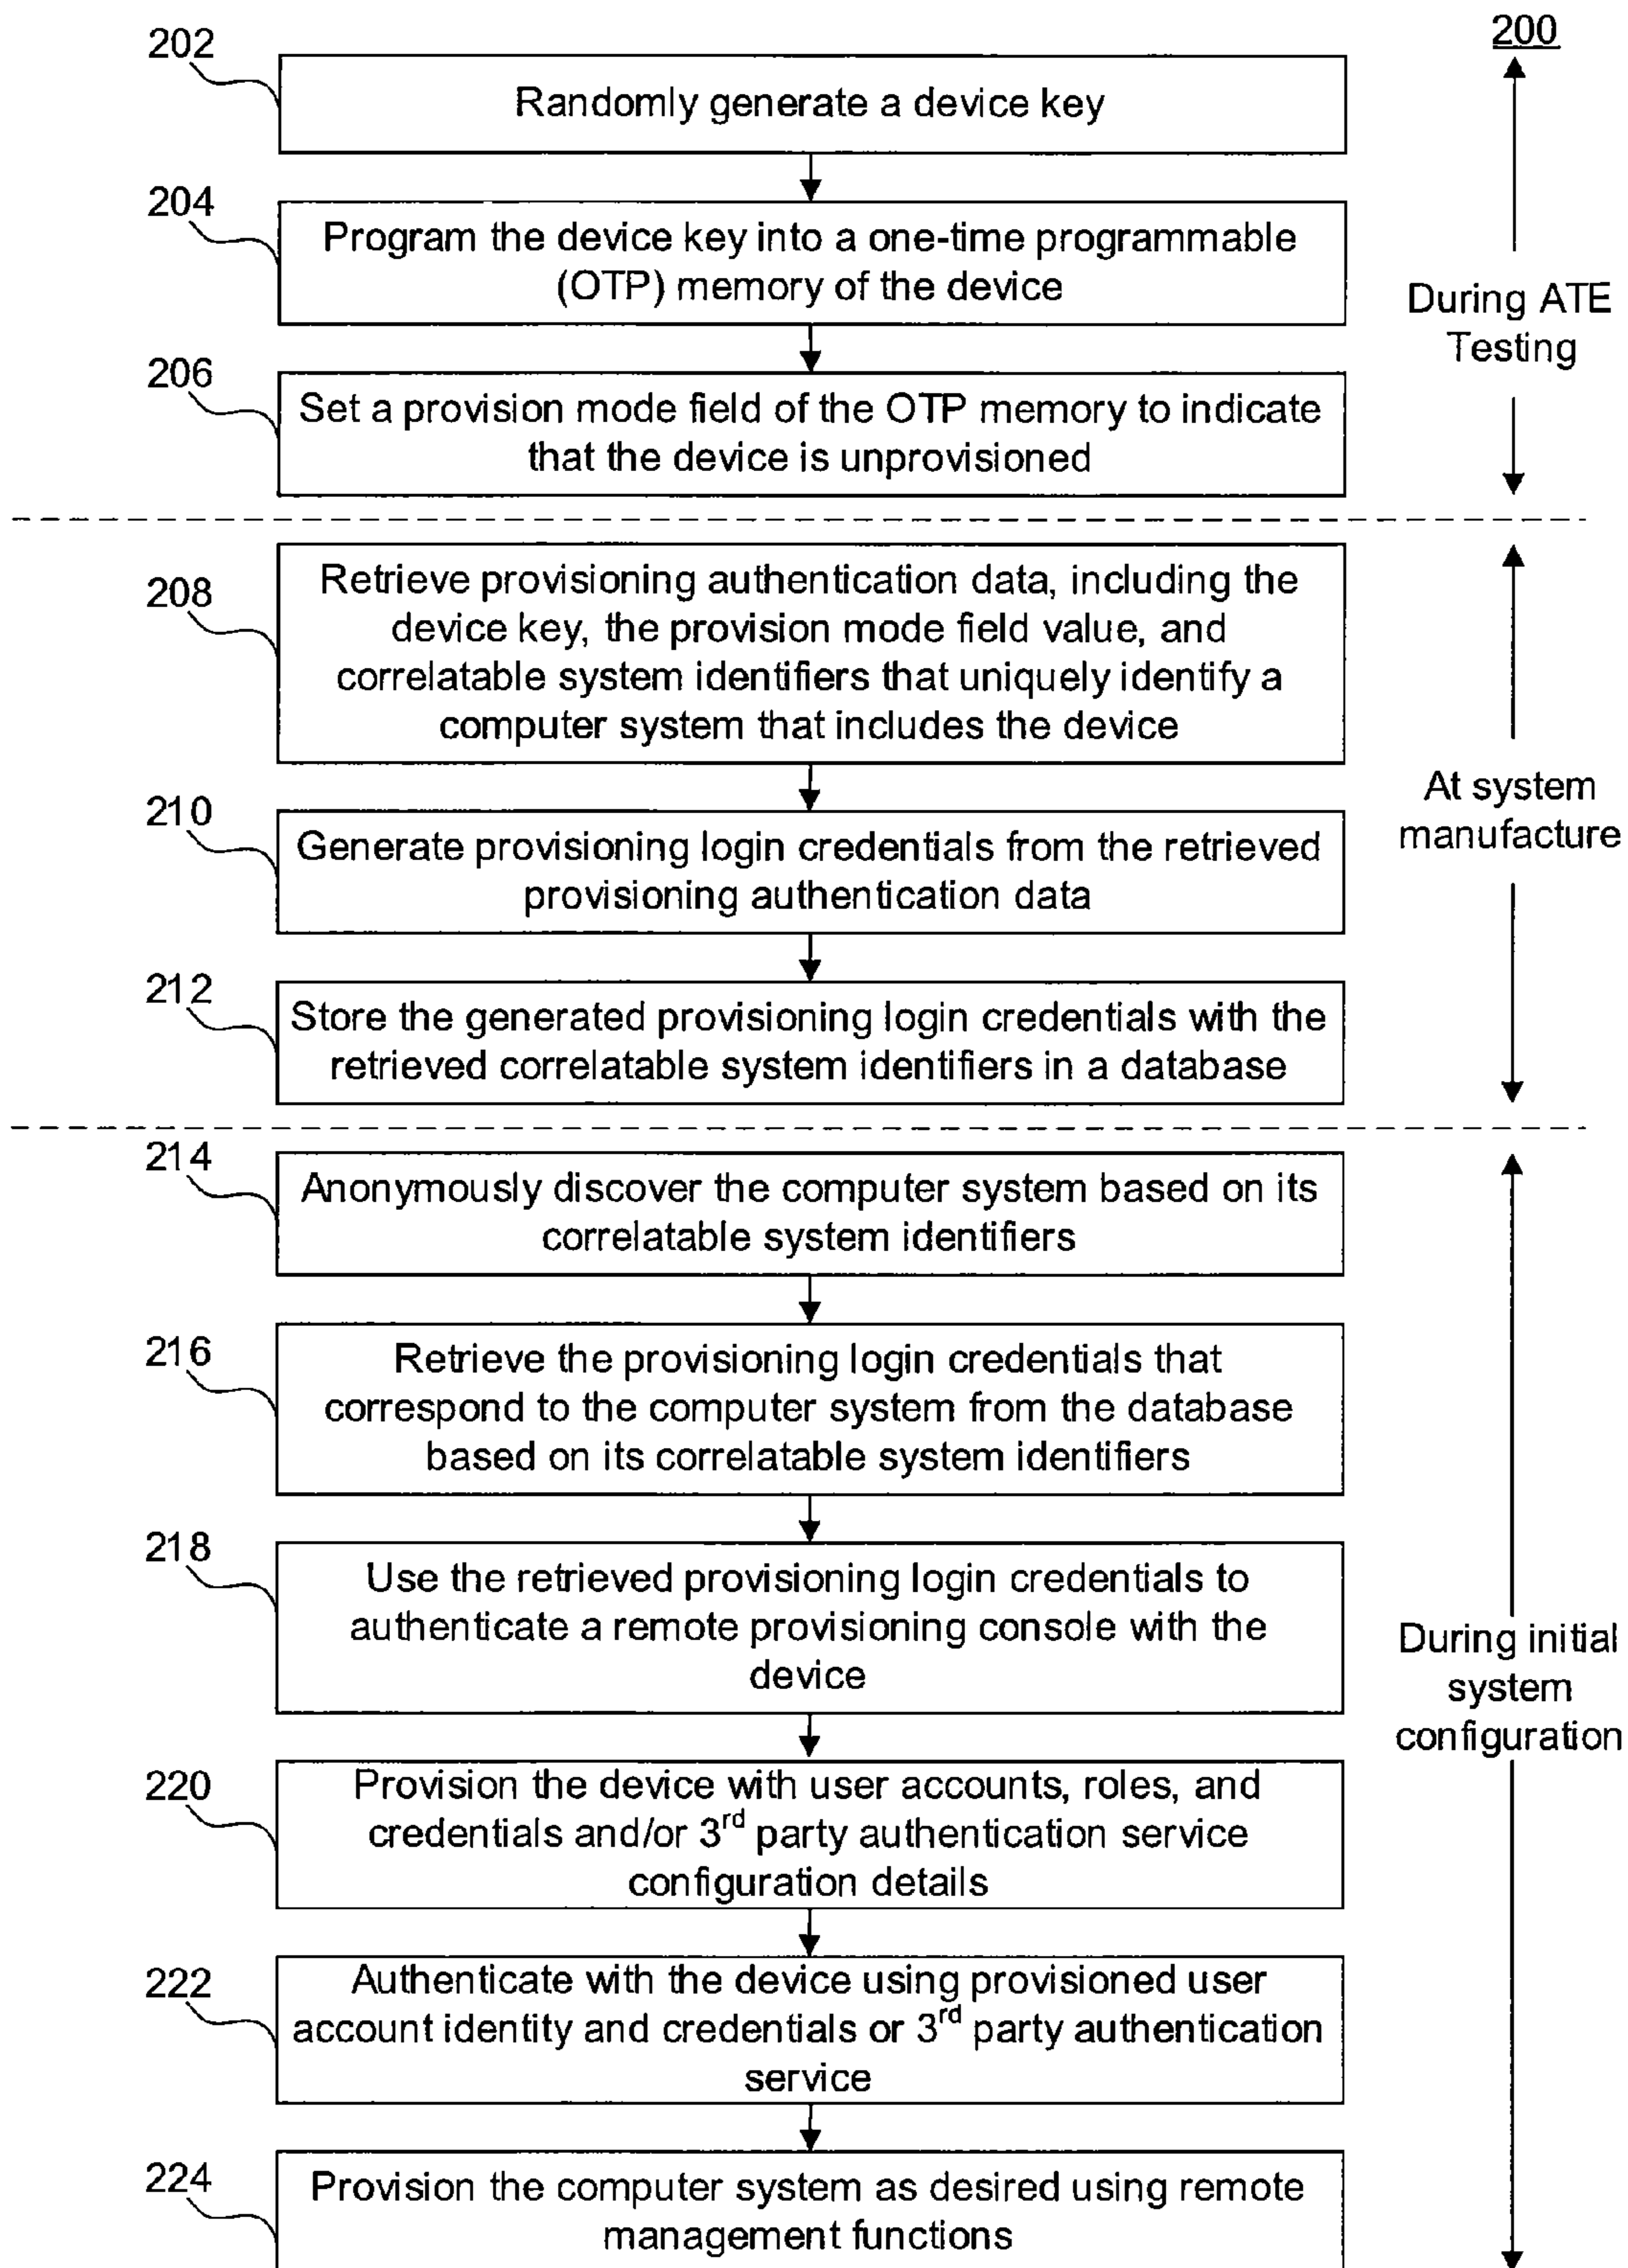 200
202
Randomly generate a device key
204
Program the device key into a one-time programmable
(OTP) memory of the device
During ATE
Testing
206
Set a provision mode field of the OTP memory to indicate
that the device is unprovisioned
208
Retrieve provisioning authentication data, including the
device key, the provision mode field value, and
correlatable system identifiers that uniquely identify a
computer system that includes the device
At system
manufacture
210
Generate provisioning login credentials from the retrieved
provisioning authentication data
212
Store the generated provisioning login credentials with the
retrieved correlatable system identifiers in a database
214
Anonymously discover the computer system based on its
correlatable system identifiers
216
Retrieve the provisioning login credentials that
correspond to the computer system from the database
based on its correlatable system identifiers
218
Use the retrieved provisioning login credentials to
authenticate a remote provisioning console with the
device
During initial
system
configuration
220
Provision the device with user accounts, roles, and
credentials and/or 3rd party authentication service
configuration details
222
Authenticate with the device using provisioned user
account identity and credentials or 3rd party authentication
service
224
Provision the computer system as desired using remote
management functions